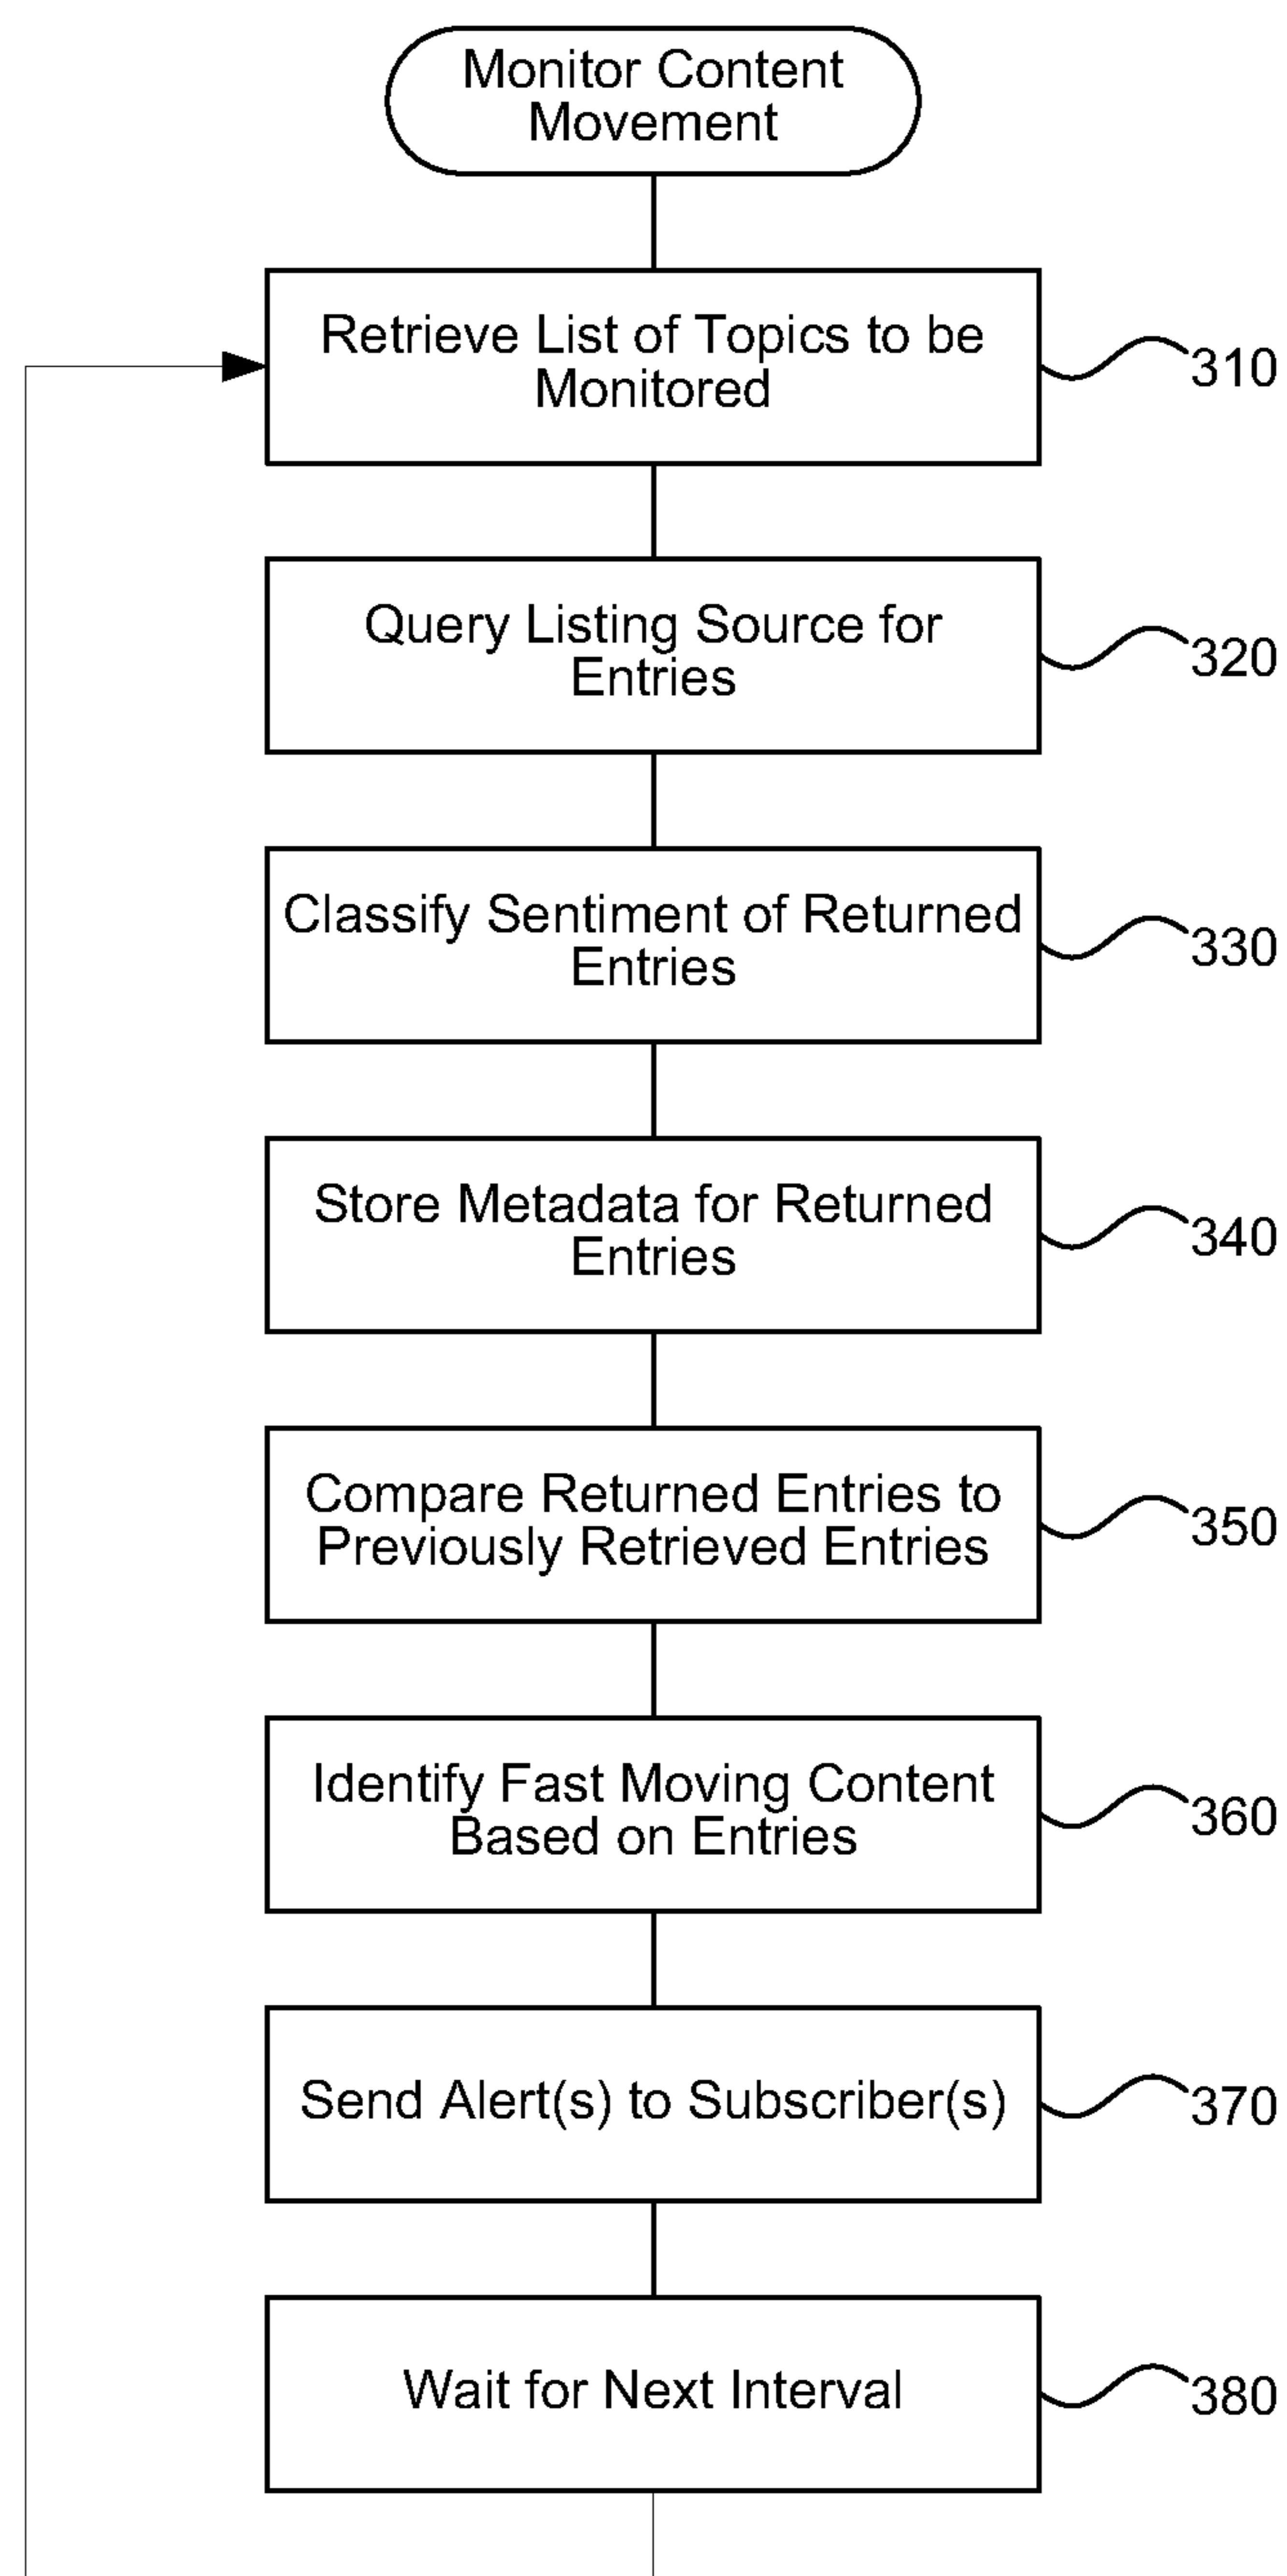 Monitor Content
Movement
Retrieve List of Topics to be
Monitored
310
Query Listing Source for
Entries
320
Classify Sentiment of Returned
Entries
330
Store Metadata for Returned
Entries
340
Compare Returned Entries to
Previously Retrieved Entries
350
Identify Fast Moving Content
Based on Entries
360
Send Alert(s) to Subscriber(s)
370
Wait for Next Interval
380